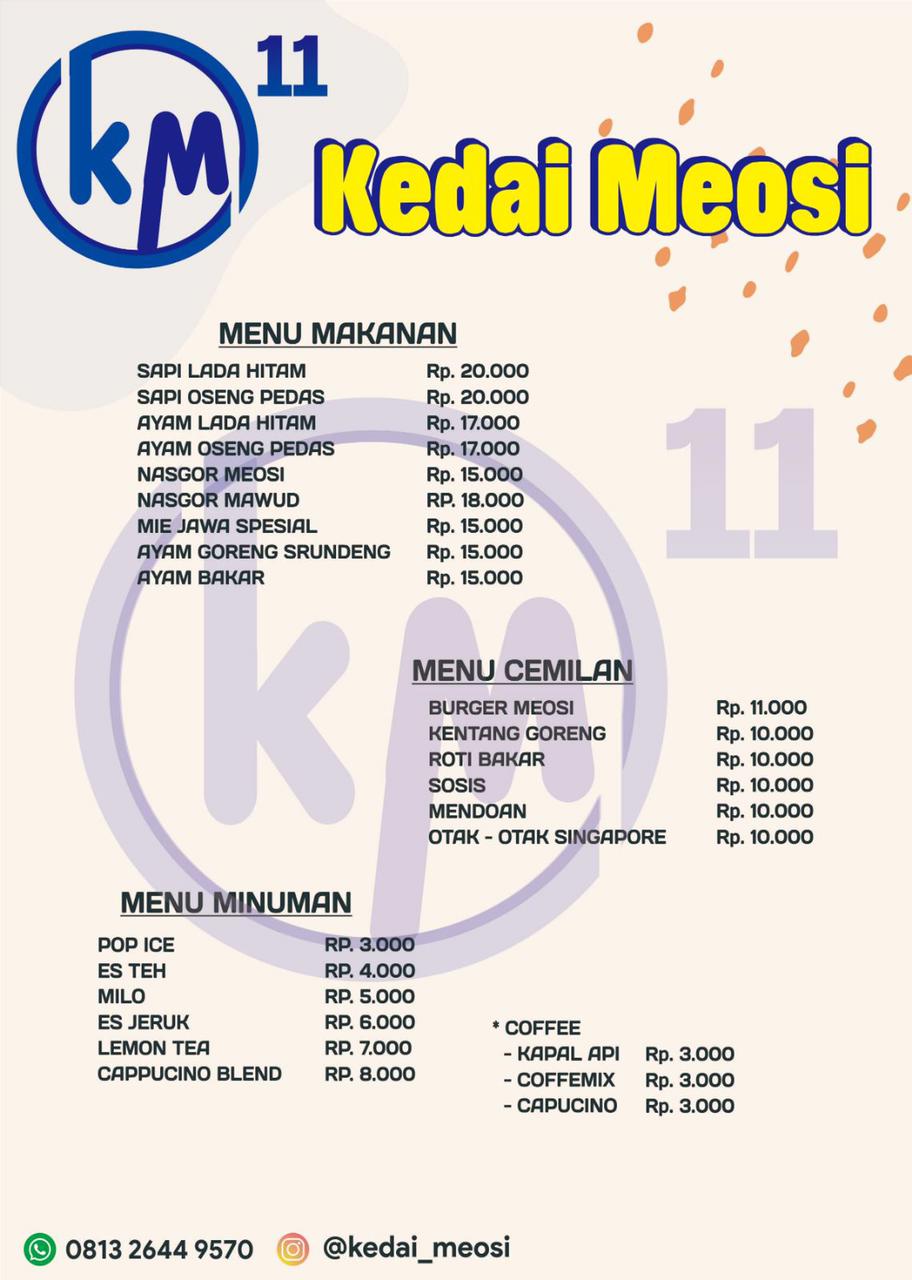 km 11
Kedai Meosi
MENU MAKANAN
SAPI LADA HITAM Rp. 20.000
SAPI OSENG PEDAS Rp. 20.000
AYAM LADA HITAM Rp. 17.000
AYAM OSENG PEDAS Rp. 17.000
NASGOR MEOSI Rp. 15.000
NASGOR MAWUD RP. 18.000
MIE JAWA SPESIAL Rp. 15.000
AYAM GORENG SRUNDENG Rp. 15.000
AYAM BAKAR Rp. 15.000
km 11
MENU CEMILAN
BURGER MEOSI Rp. 11.000
KENTANG GORENG Rp. 10.000
ROTI BAKAR Rp. 10.000
SOSIS Rp. 10.000
MENDOAN Rp. 10.000
OTAK - OTAK SINGAPORE Rp. 10.000
MENU MINUMAN
POP ICE RP. 3.000
ES TEH RP. 4.000
MILO RP. 5.000
ES JERUK RP. 6.000
LEMON TEA RP. 7.000
CAPPUCINO BLEND RP. 8.000
* COFFEE
- KAPAL API Rp. 3.000
- COFFEMIX Rp. 3.000
- CAPUCINO Rp. 3.000
0813 2644 9570 @kedai_meosi